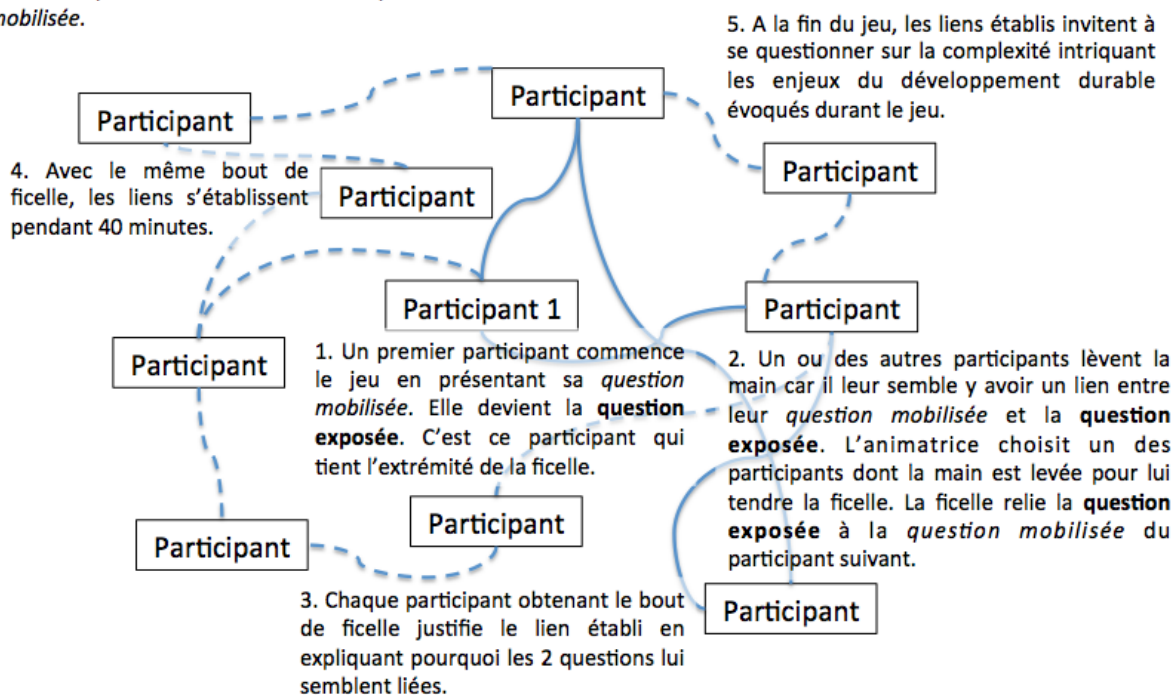 mobilisée.
5. A la fin du jeu, les liens établis invitent à
se questionner sur la complexité intriquant
les enjeux du développement durable
évoqués durant le jeu.
Participant
Participant
Participant
4. Avec le même bout de
ficelle, les liens s’établissent
pendant 40 minutes.
Participant
Participant 1
Participant
Participant
1. Un premier participant commence
le jeu en présentant sa question
mobilisée. Elle devient la question
exposée. C’est ce participant qui
tient l’extrémité de la ficelle.
2. Un ou des autres participants lèvent la
main car il leur semble y avoir un lien entre
leur question mobilisée et la question
exposée. L’animatrice choisit un des
participants dont la main est levée pour lui
tendre la ficelle. La ficelle relie la question
exposée à la question mobilisée du
participant suivant.
Participant
Participant
Participant
3. Chaque participant obtenant le bout
de ficelle justifie le lien établi en
expliquant pourquoi les 2 questions lui
semblent liées.